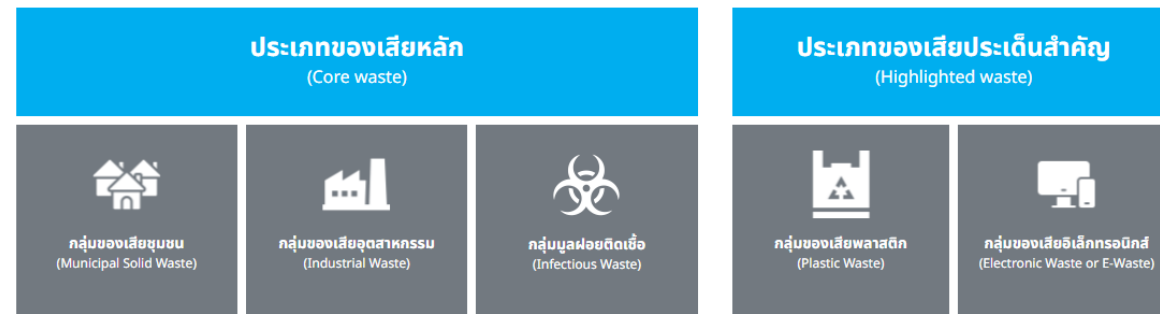 ประเภทของเสียหลัก
(Core waste)
กลุ่มของเสียชุมชน
(Municipal Solid Waste)
กลุ่มของเสียอุตสาหกรรม
(Industrial Waste)
กลุ่มมูลฝอยติดเชื้อ
(Infectious Waste)
ประเภทของเสียประเด็นสำคัญ
(Highlighted waste)
กลุ่มของเสียพลาสติก
(Plastic Waste)
กลุ่มของเสียอิเล็กทรอนิกส์
(Electronic Waste or E-Waste)